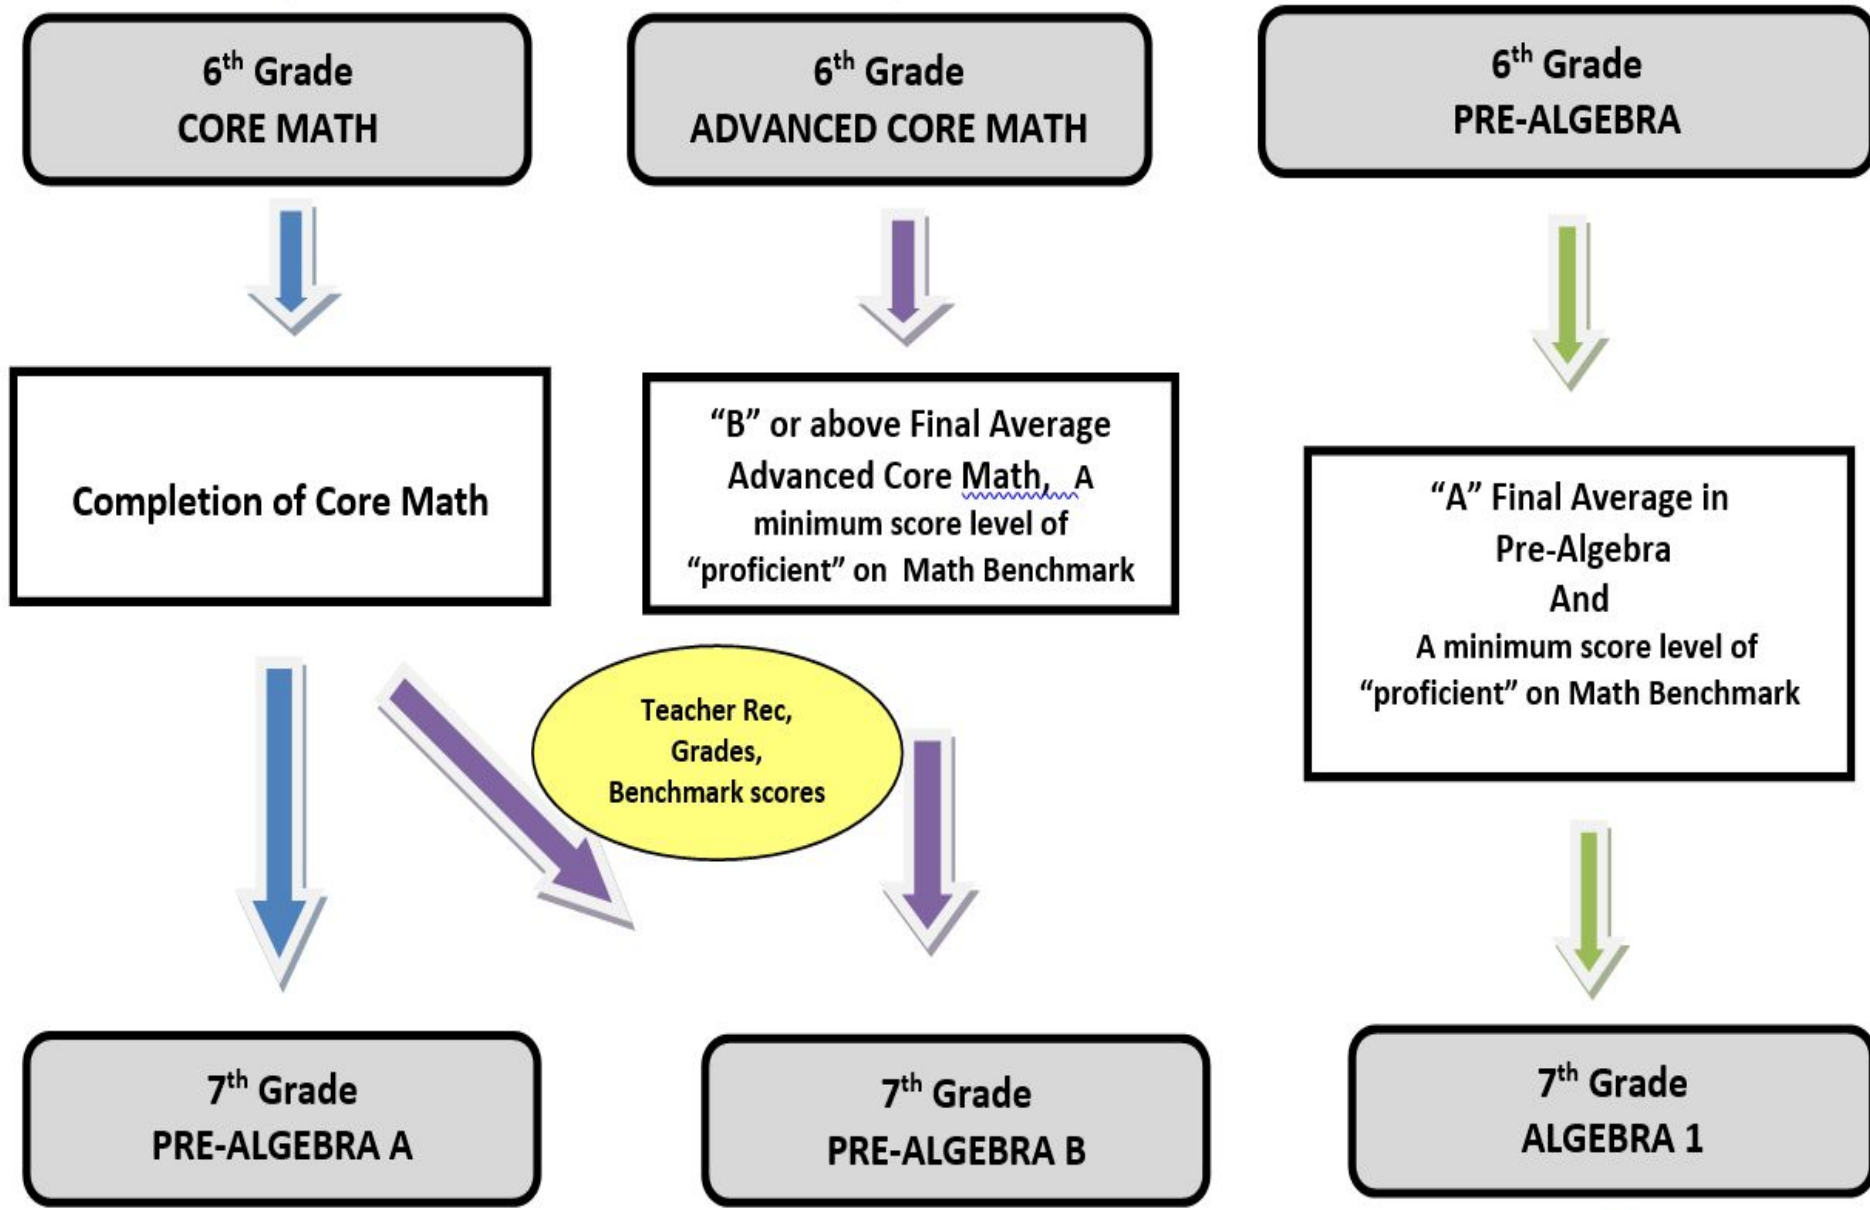 6th Grade
CORE MATH
6th Grade
ADVANCED CORE MATH
6th Grade
PRE-ALGEBRA
Completion of Core Math
“B” or above Final Average
Advanced Core Math, A
minimum score level of
“proficient” on Math Benchmark
“A” Final Average in
Pre-Algebra
And
A minimum score level of
“proficient” on Math Benchmark
Teacher Rec,
Grades,
Benchmark scores
7th Grade
PRE-ALGEBRA A
7th Grade
PRE-ALGEBRA B
7th Grade
ALGEBRA 1